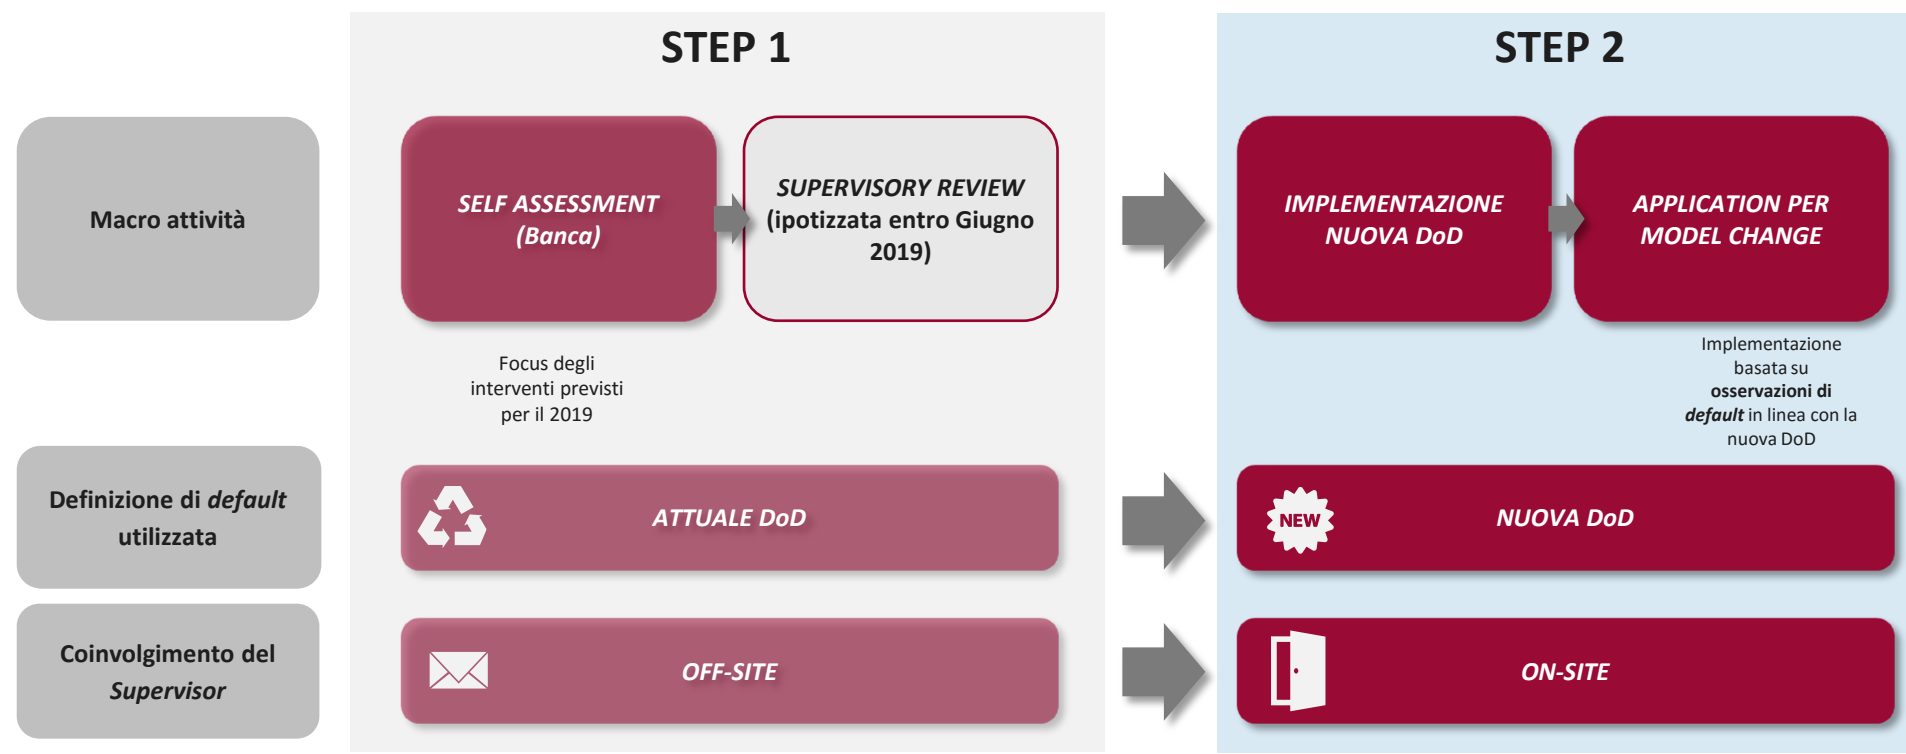 STEP 1
STEP 2
Macro attività
SELF ASSESSMENT
(Banca)
SUPERVISORY REVIEW
(ipotizzata entro Giugno
2019)
IMPLEMENTAZIONE
NUOVA DoD
APPLICATION PER
MODEL CHANGE
Focus degli
interventi previsti
per il 2019
Implementazione
basata su
osservazioni di
default in linea con la
nuova DoD
Definizione di default
utilizzata
ATTUALE DoD
NEW
NUOVA DoD
Coinvolgimento del
Supervisor
OFF-SITE
ON-SITE